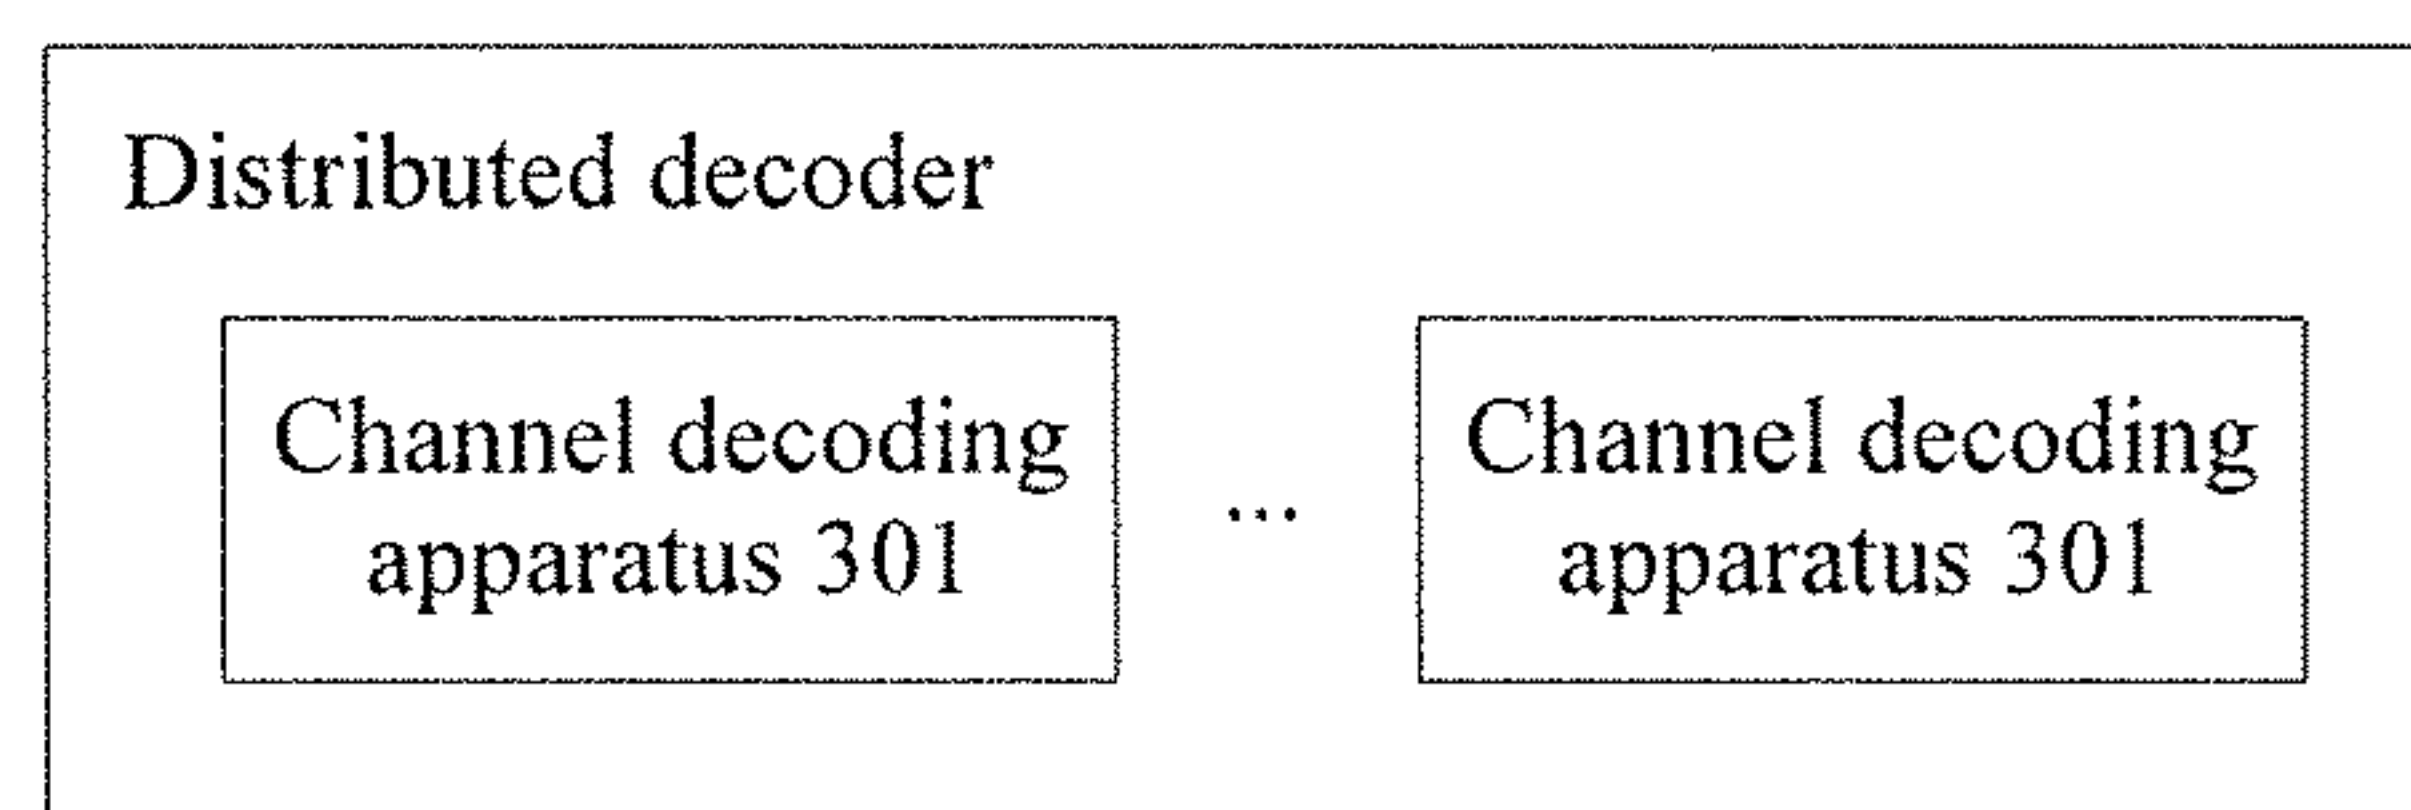 Distributed decoder
Channel decoding
apparatus 301
...
Channel decoding
apparatus 301